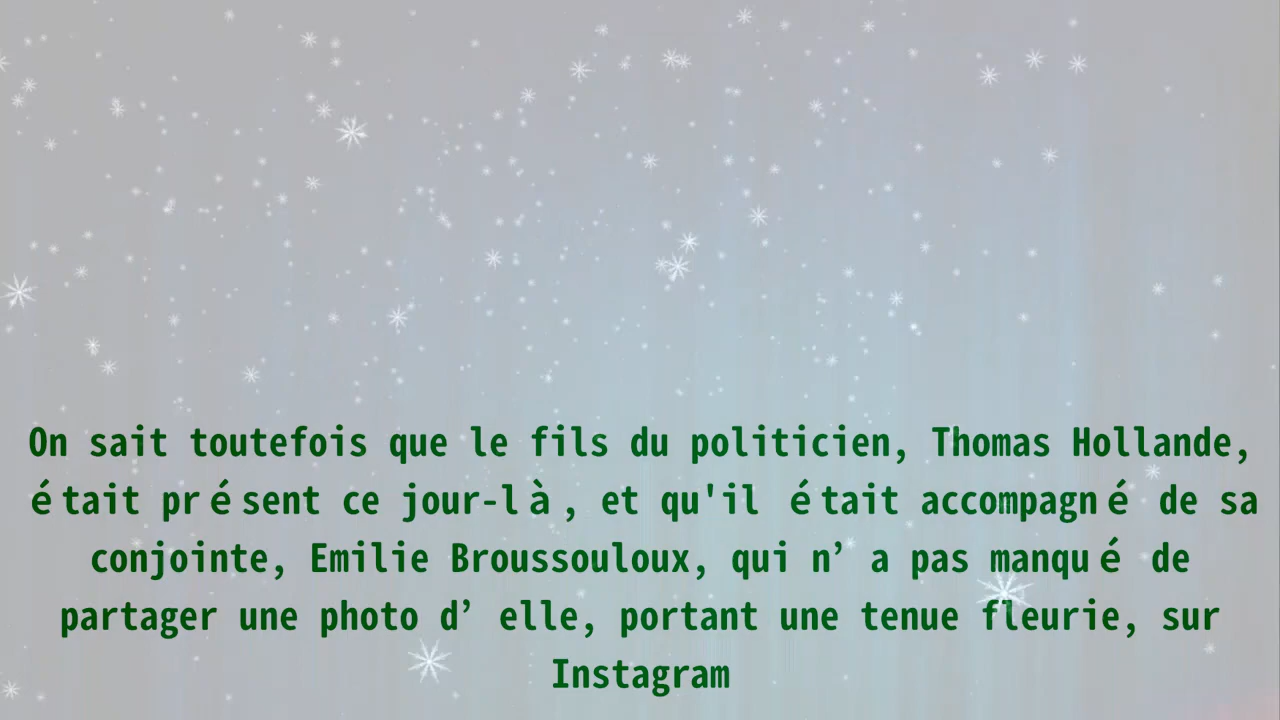 On sait toutefois que le fils du politicien, Thomas Hollande,
était présent ce jour-là, et qu'il était accompagné de sa
conjointe, Emilie Broussouloux, qui n’a pas manqué de
partager une photo d’elle, portant une tenue fleurie, sur
Instagram